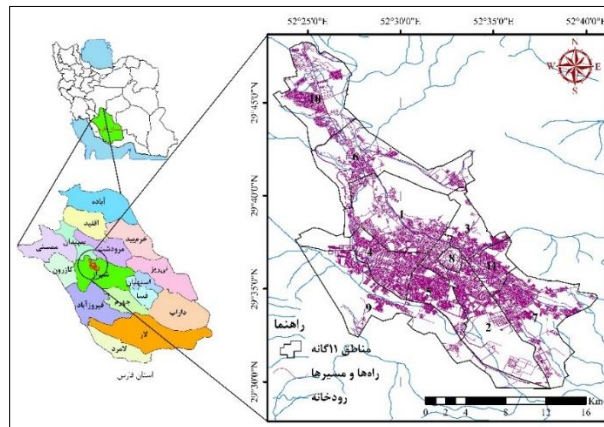 52°25'0"E 52°30'0"E 52°35'0"E 52°40'0"E
N
W E
S
29°45'0"N
29°40'0"N
29°35'0"N
29°30'0"N
10
6
1
3
4
8
11
5
2
7
9
آباده
اقلید
خرم‌بید
سپیدان
مرودشت
ممسنی
شیراز
کازرون
نی‌ریز
استهبان
فسا
جهرم
فیروزآباد
داراب
لار
لامرد
استان فارس
راهنما
مناطق ۱۱گانه
راه‌ها و مسیرها
رودخانه
0 2 4 8 12 16
Km